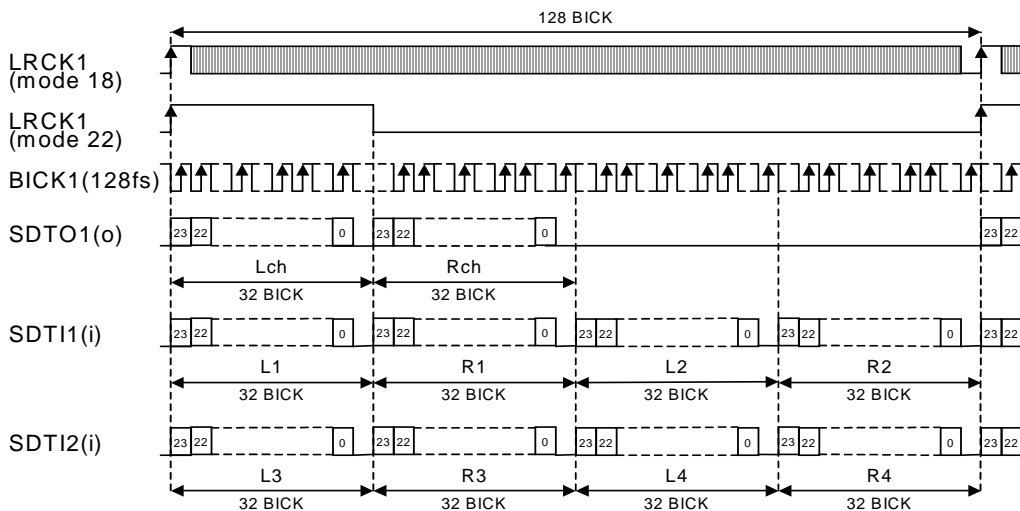 128 BICK
LRCK1
(mode 18)
LRCK1
(mode 22)
BICK1(128fs)
SDTO1(o) 23 22 0 23 22 0 23 22
Lch Rch
32 BICK 32 BICK
SDTI1(i) 23 22 0 23 22 0 23 22 0 23 22 0 23 22
L1 R1 L2 R2
32 BICK 32 BICK 32 BICK 32 BICK
SDTI2(i) 23 22 0 23 22 0 23 22 0 23 22 0 23 22
L3 R3 L4 R4
32 BICK 32 BICK 32 BICK 32 BICK